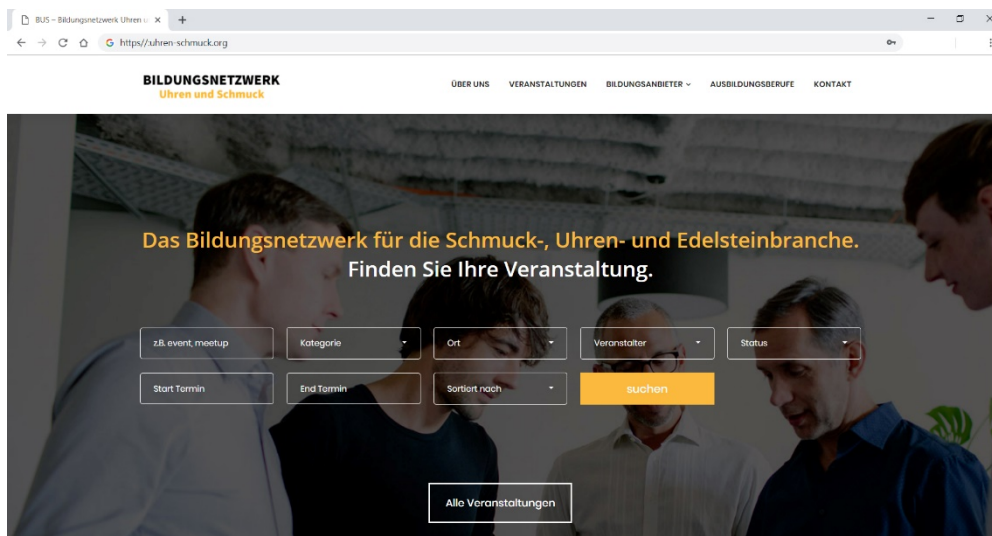 BUS – Bildungsnetzwerk Uhren u
https//:uhren-schmuck.org
BILDUNGSNETZWERK
Uhren und Schmuck
ÜBER UNS VERANSTALTUNGEN BILDUNGSANBIETER AUSBILDUNGSBERUFE KONTAKT
Das Bildungsnetzwerk für die Schmuck-, Uhren- und Edelsteinbranche.
Finden Sie Ihre Veranstaltung.
z.B. event, meetup Kategorie Ort Veranstalter Status
Start Termin End Termin Sortiert nach suchen
Alle Veranstaltungen